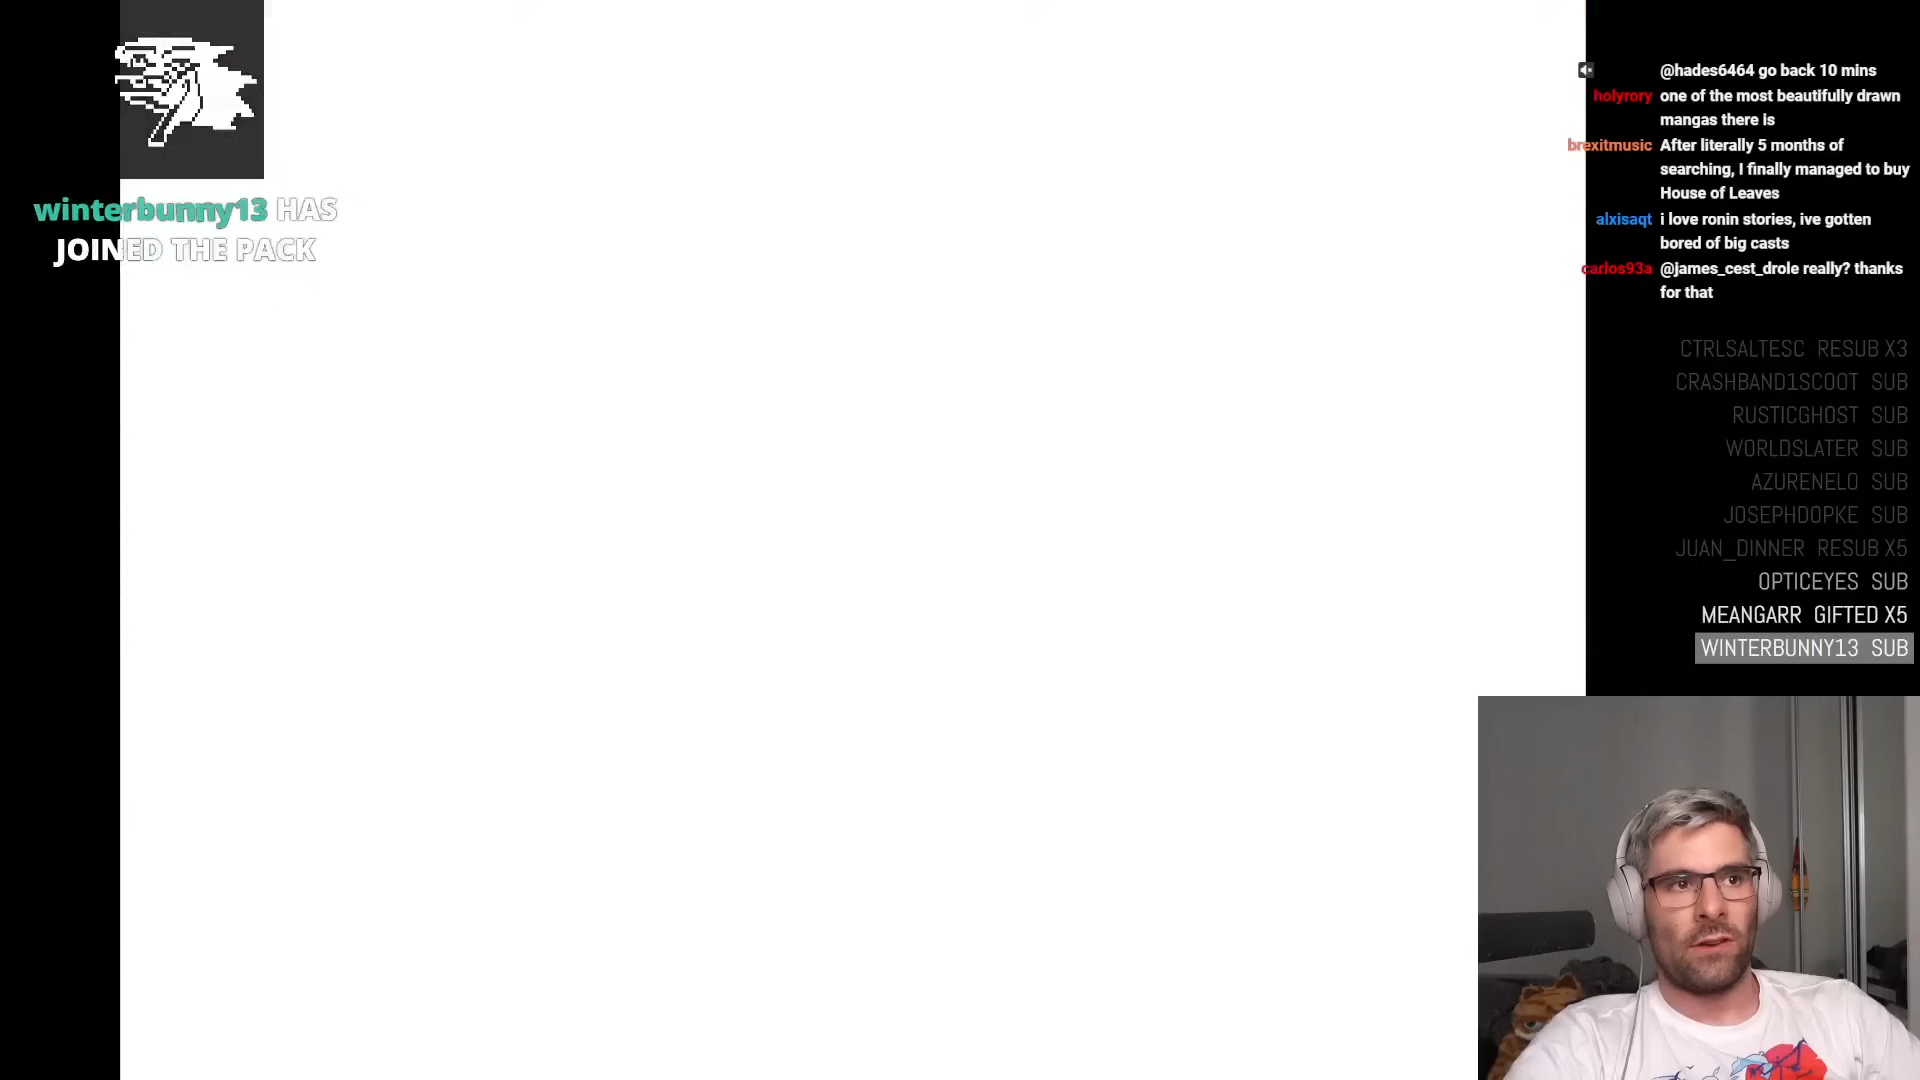 winterbunny13 HAS
JOINED THE PACK
@hades6464 go back 10 mins
holyrory one of the most beautifully drawn
mangas there is
brexitmusic After literally 5 months of
searching, I finally managed to buy
House of Leaves
alxisaqt i love ronin stories, ive gotten
bored of big casts
carlos93a @james_cest_drole really? thanks
for that
CTRLSALTESC RESUB X3
CRASHBAND1SCOOT SUB
RUSTICGHOST SUB
WORLDSLATER SUB
AZURENELO SUB
JOSEPHDOPKE SUB
JUAN_DINNER RESUB X5
OPTICEYES SUB
MEANGARR GIFTED X5
WINTERBUNNY13 SUB